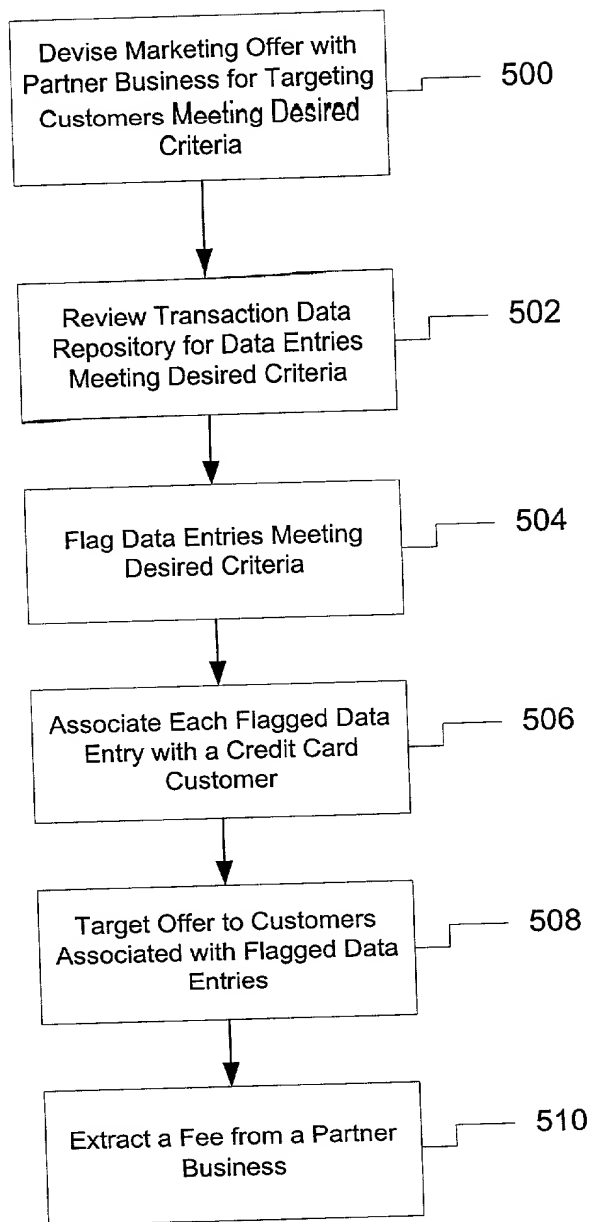 Devise Marketing Offer with
Partner Business for Targeting
Customers Meeting Desired
Criteria
500
Review Transaction Data
Repository for Data Entries
Meeting Desired Criteria
502
Flag Data Entries Meeting
Desired Criteria
504
Associate Each Flagged Data
Entry with a Credit Card
Customer
506
Target Offer to Customers
Associated with Flagged Data
Entries
508
Extract a Fee from a Partner
Business
510